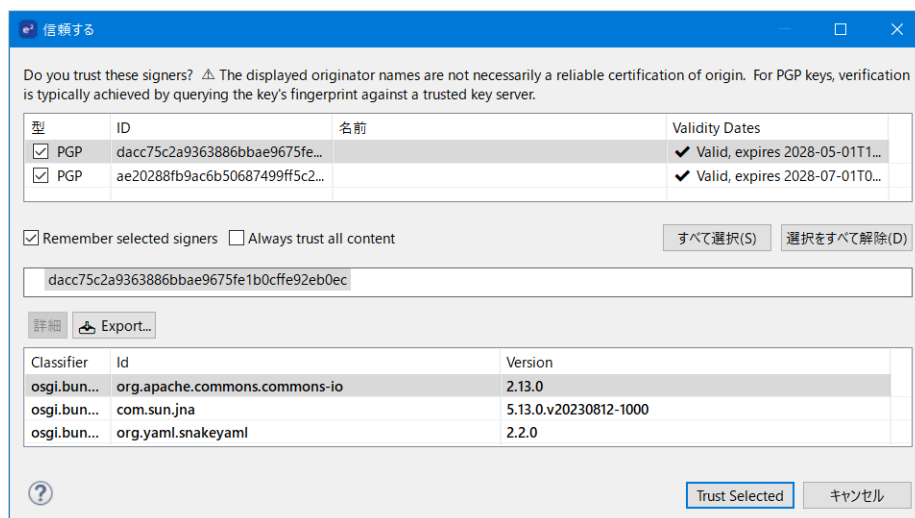 e² 信頼する
Do you trust these signers? ⚠ The displayed originator names are not necessarily a reliable certification of origin. For PGP keys, verification
is typically achieved by querying the key's fingerprint against a trusted key server.
型 ID 名前 Validity Dates
PGP dacc75c2a9363886bbae9675fe... ✔ Valid, expires 2028-05-01T1...
PGP ae20288fb9ac6b50687499ff5c2... ✔ Valid, expires 2028-07-01T0...
Remember selected signers Always trust all content すべて選択(S) 選択をすべて解除(D)
dacc75c2a9363886bbae9675fe1b0cffe92eb0ec
詳細 Export...
Classifier Id Version
osgi.bun... org.apache.commons.commons-io 2.13.0
osgi.bun... com.sun.jna 5.13.0.v20230812-1000
osgi.bun... org.yaml.snakeyaml 2.2.0
? Trust Selected キャンセル